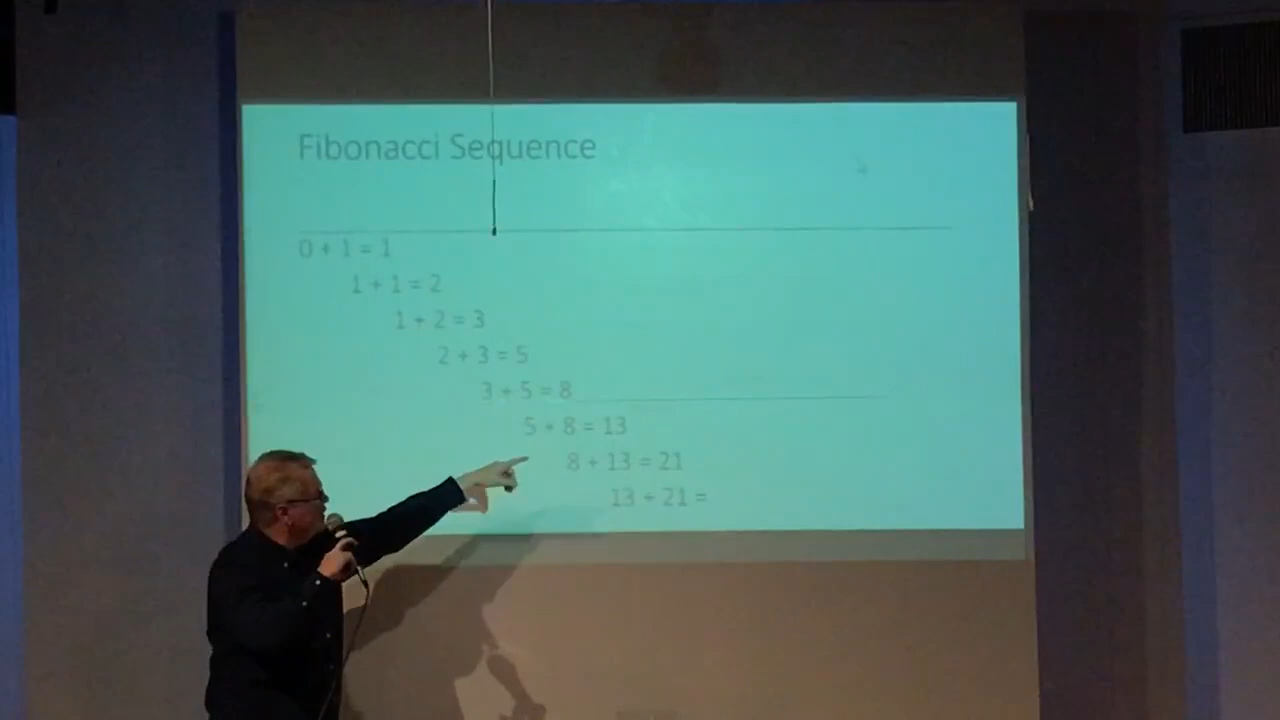 Fibonacci Sequence
0 + 1 = 1
1 + 1 = 2
1 + 2 = 3
2 + 3 = 5
3 + 5 = 8
5 + 8 = 13
8 + 13 = 21
13 + 21 =